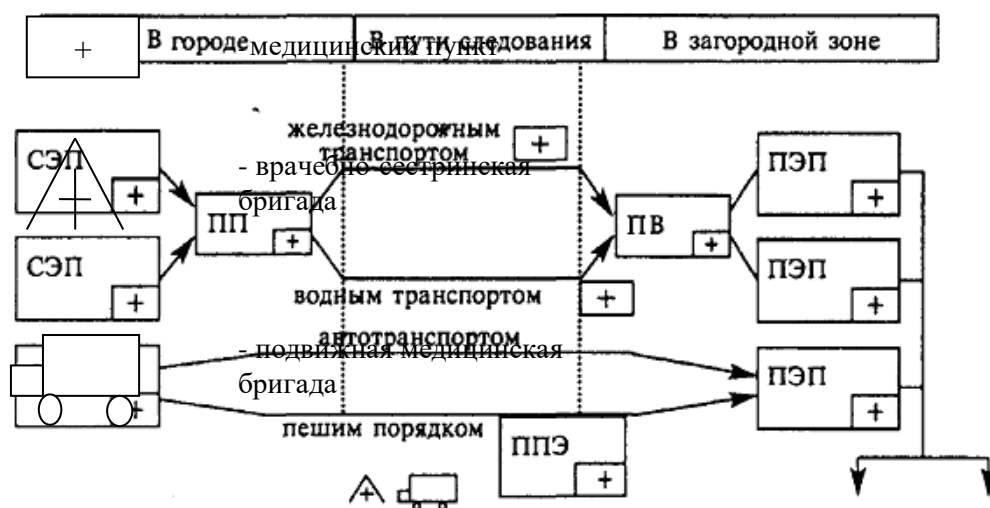 В городе
В пути следования
В загородной зоне
+
- медицинский пункт
железнодорожным
транспортом
+
СЭП
+
- врачебно-сестринская
бригада
ПП
+
ПВ
+
ПЭП
+
СЭП
+
водным транспортом
+
ПЭП
+
автотранспортом
- подвижная медицинская
бригада
+
ПЭП
+
пешим порядком
ППЭ
+
+